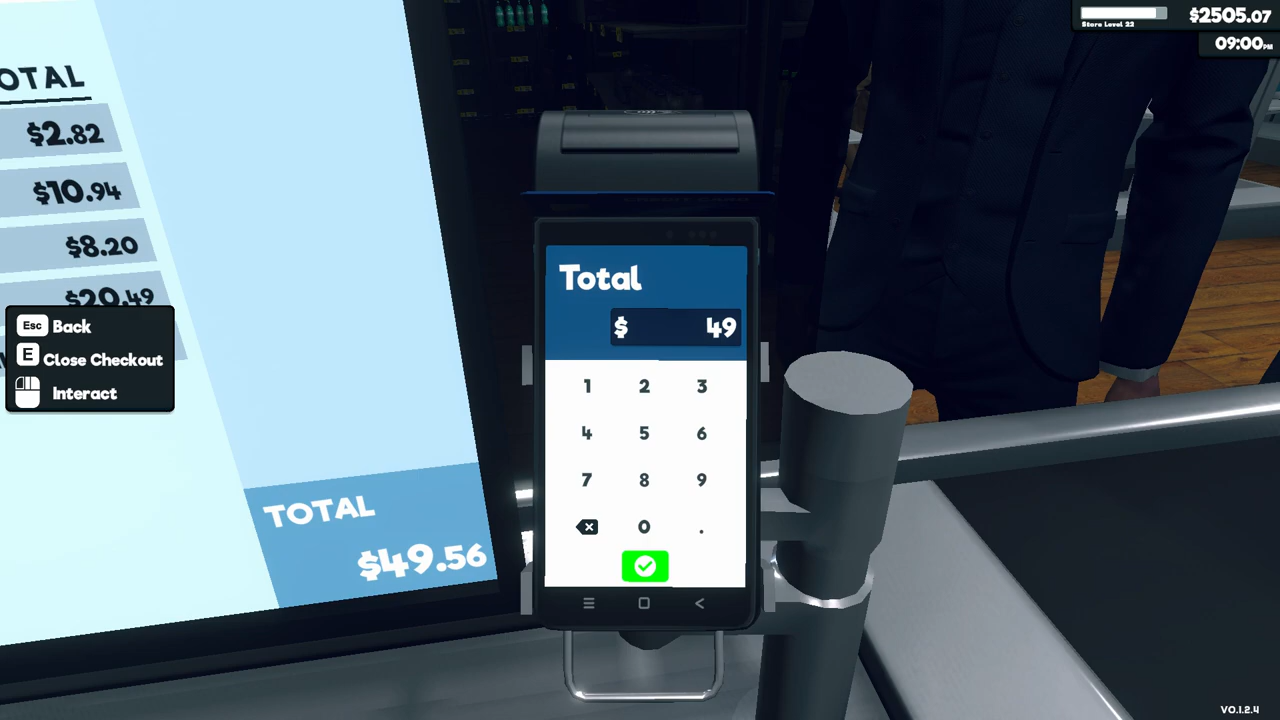 $2505.07
Store Level 22
09:00PM
OTAL
$2.82
$10.94
$8.20
$20.49
Esc Back
E Close Checkout
Interact
TOTAL
$49.56
Total
$ 49
1 2 3
4 5 6
7 8 9
0 .
V0.1.2.4